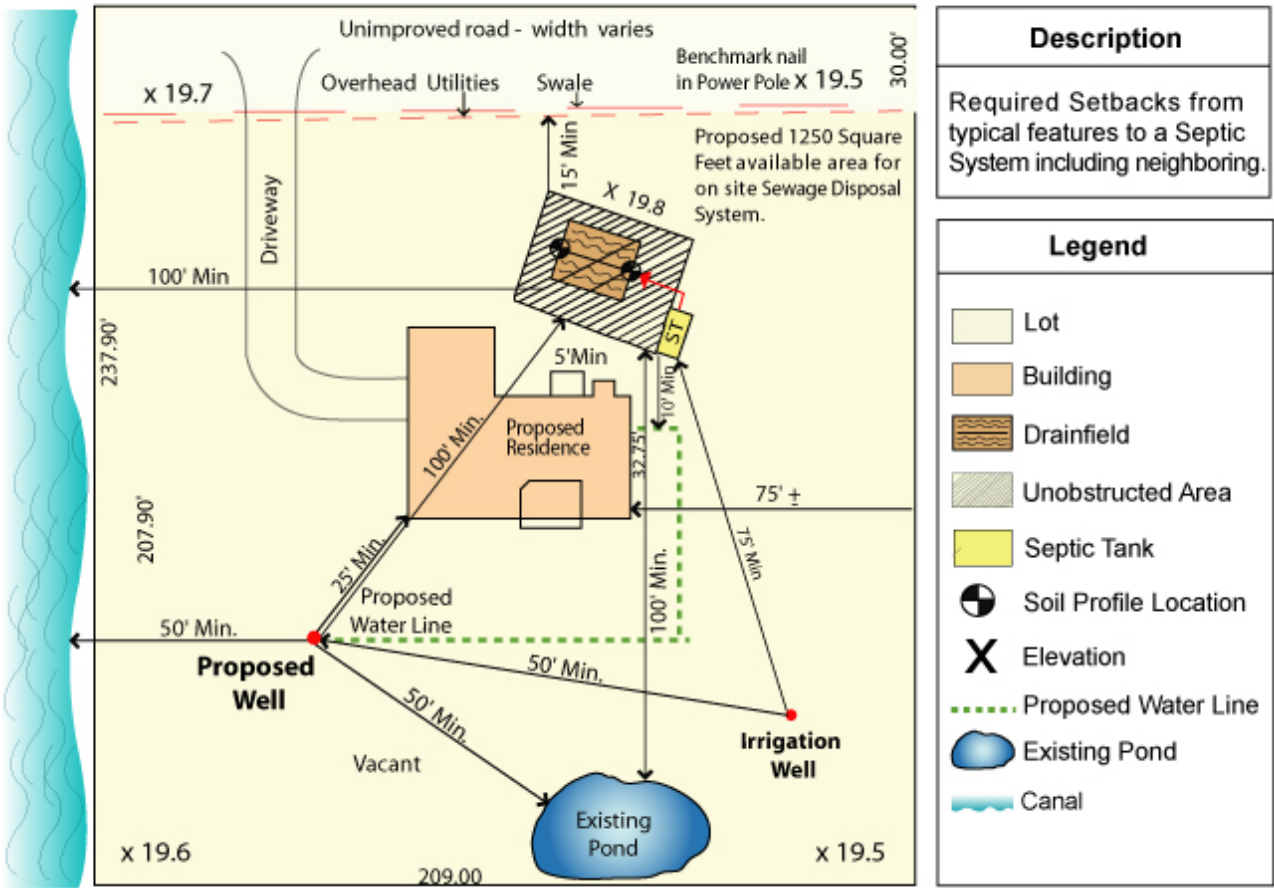 Unimproved road - width varies
Overhead Utilities
Swale
Benchmark nail
in Power Pole x 19.5
30.00'
x 19.7
15' Min
Proposed 1250 Square
Feet available area for
on site Sewage Disposal
System.
X 19.8
Driveway
100' Min
ST
237.90'
5'Min
10' Min
Proposed
Residence
100' Min.
32.75'
75' ±
207.90'
25' Min.
75' Min
100' Min.
Proposed
Water Line
50' Min.
Proposed
Well
50' Min.
50' Min.
Irrigation
Well
Vacant
Existing
Pond
x 19.6
x 19.5
209.00
Description
Required Setbacks from
typical features to a Septic
System including neighboring.
Legend
Lot
Building
Drainfield
Unobstructed Area
Septic Tank
Soil Profile Location
X Elevation
Proposed Water Line
Existing Pond
Canal